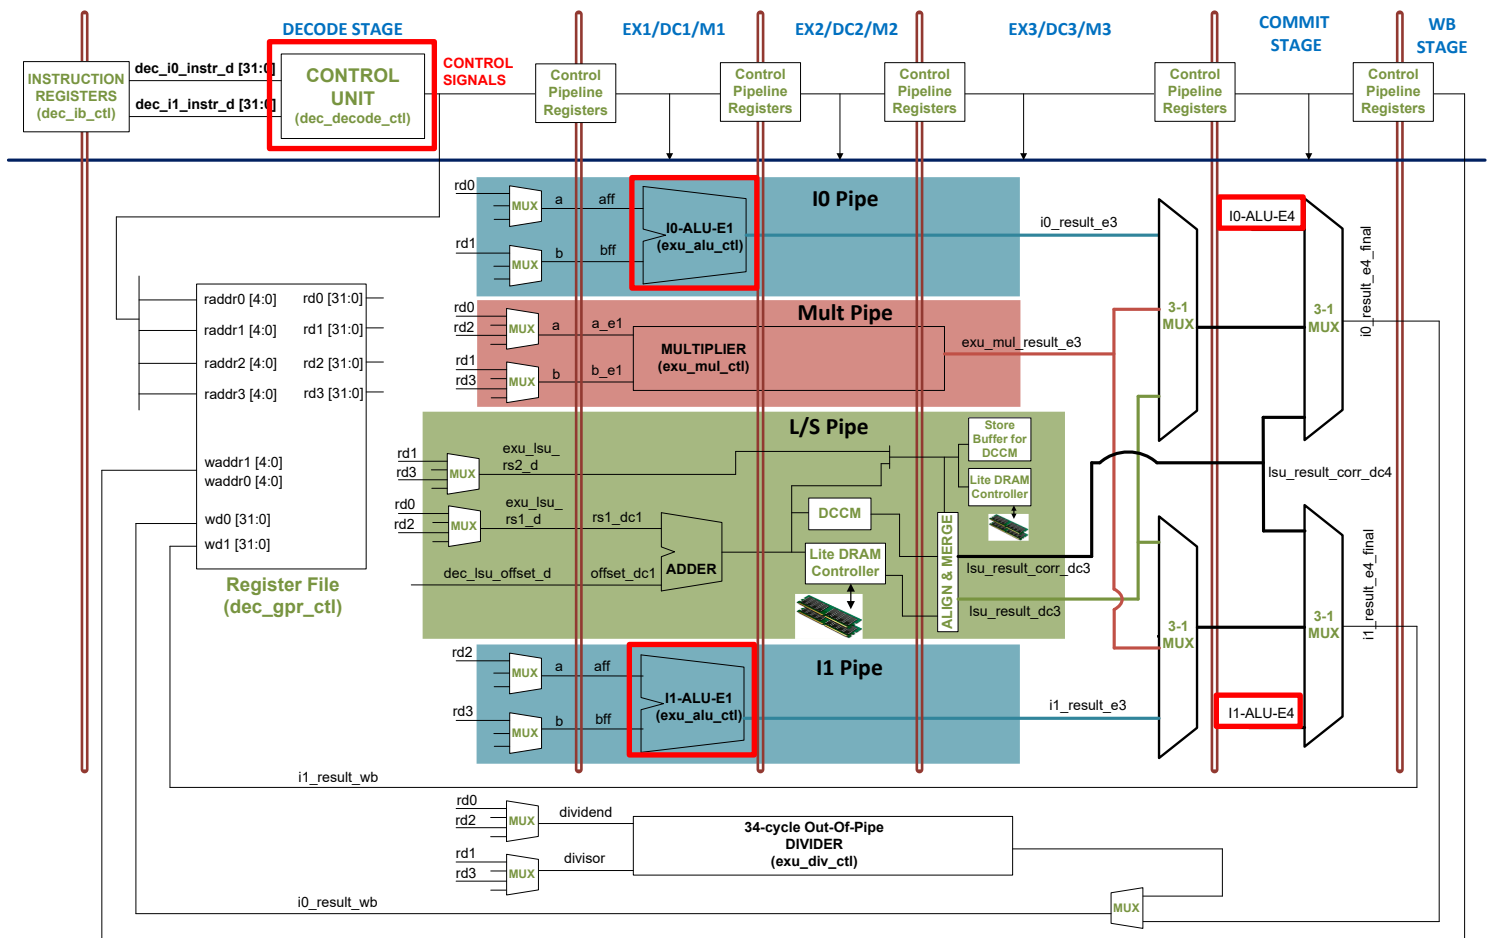 DECODE STAGE
EX1/DC1/M1
EX2/DC2/M2
EX3/DC3/M3
COMMIT
STAGE
WB
STAGE
INSTRUCTION
REGISTERS
(dec_ib_ctl)
dec_i0_instr_d [31:0]
dec_i1_instr_d [31:0]
CONTROL
UNIT
(dec_decode_ctl)
CONTROL
SIGNALS
Control
Pipeline
Registers
Control
Pipeline
Registers
Control
Pipeline
Registers
Control
Pipeline
Registers
Control
Pipeline
Registers
I0 Pipe
rd0
MUX
a
aff
rd1
MUX
b
bff
I0-ALU-E1
(exu_alu_ctl)
i0_result_e3
I0-ALU-E4
3-1
MUX
3-1
MUX
i0_result_e4_final
raddr0 [4:0]
raddr1 [4:0]
raddr2 [4:0]
raddr3 [4:0]
rd0 [31:0]
rd1 [31:0]
rd2 [31:0]
rd3 [31:0]
waddr1 [4:0]
waddr0 [4:0]
wd0 [31:0]
wd1 [31:0]
Register File
(dec_gpr_ctl)
Mult Pipe
rd0
rd2
MUX
a
a_e1
rd1
rd3
MUX
b
b_e1
MULTIPLIER
(exu_mul_ctl)
exu_mul_result_e3
L/S Pipe
rd1
rd3
MUX
exu_lsu_
rs2_d
rd0
rd2
MUX
exu_lsu_
rs1_d
rs1_dc1
dec_lsu_offset_d
offset_dc1
ADDER
DCCM
Lite DRAM
Controller
Store
Buffer for
DCCM
Lite DRAM
Controller
ALIGN & MERGE
lsu_result_corr_dc3
lsu_result_dc3
lsu_result_corr_dc4
I1 Pipe
rd2
MUX
a
aff
rd3
MUX
b
bff
I1-ALU-E1
(exu_alu_ctl)
i1_result_e3
3-1
MUX
I1-ALU-E4
3-1
MUX
i1_result_e4_final
i1_result_wb
rd0
rd2
MUX
dividend
rd1
rd3
MUX
divisor
34-cycle Out-Of-Pipe
DIVIDER
(exu_div_ctl)
i0_result_wb
MUX